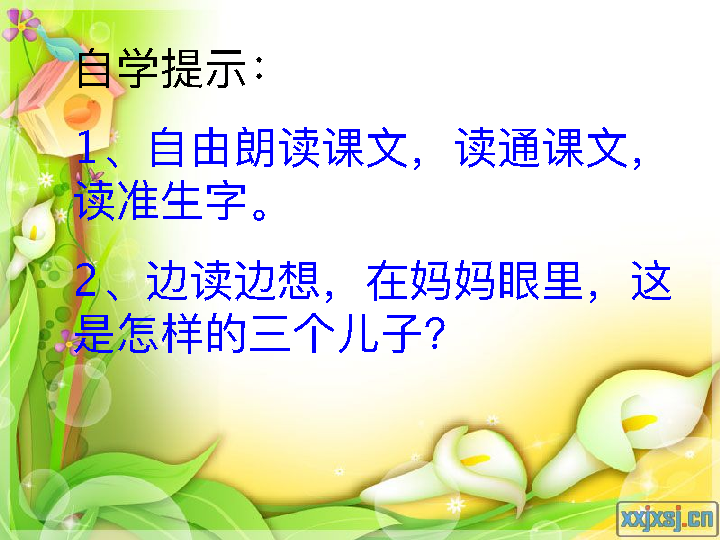 自学提示：
1、自由朗读课文，读通课文，
读准生字。
2、边读边想，在妈妈眼里，这
是怎样的三个儿子？
xxjxsj.cn